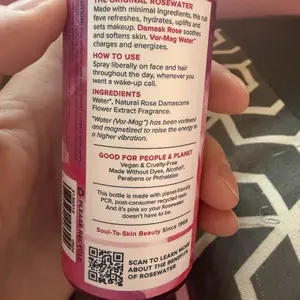 THE ORIGINAL ROSEWATER
Made with minimal ingredients, this cult
fave refreshes, hydrates, uplifts and
sets makeup. Damask Rose soothes
and softens skin. Vor-Mag Water*
charges and energizes.
HOW TO USE
Spray liberally on face and hair
throughout the day, whenever you
want a wake-up call.
INGREDIENTS
Water*, Natural Rosa Damascena
Flower Extract Fragrance.
*Water (Vor-Mag™) has been vortexed
and magnetized to raise the energy to
a higher vibration.
GOOD FOR PEOPLE & PLANET
Vegan & Cruelty-Free
Made Without Dyes, Alcohol,
Parabens or Phthalates
This bottle is made with planet-friendly
PCR, post-consumer recycled resin.
And it's pink so your Rosewater
doesn't have to be.
Soul-To-Skin Beauty Since 1968
SCAN TO LEARN MORE
ABOUT THE BENEFITS
OF ROSEWATER
PLEASE RECYCLE